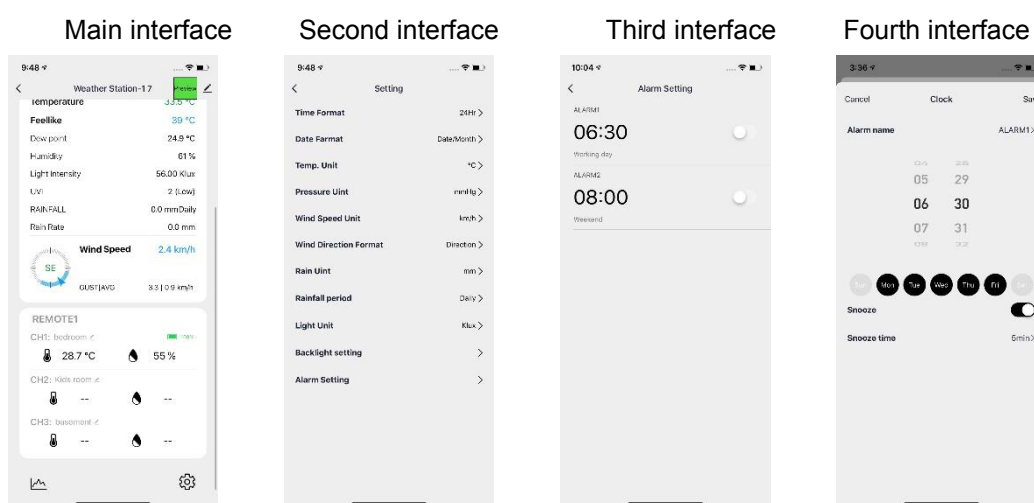 Main interface
Second interface
Third interface
Fourth interface
9:48
Weather Station-17
Preview
Temperature 33.5 °C
Feellike 39 °C
Dew point 24.9 °C
Humidity 61 %
Light Intensity 56.00 Klux
UVI 2 (Low)
RAINFALL 0.0 mmDaily
Rain Rate 0.0 mm
SE
Wind Speed 2.4 km/h
GUST|AVG 3.3 | 0.9 km/h
REMOTE1
CH1: bedroom
28.7 °C 55 %
CH2: Kids room
-- --
CH3: basement
-- --
9:48
Setting
Time Format 24Hr >
Date Farmat Date/Month >
Temp. Unit °C >
Pressure Uint mmHg >
Wind Speed Unit km/h >
Wind Direction Format Direction >
Rain Uint mm >
Rainfall period Daily >
Light Unit Klux >
Backlight setting >
Alarm Setting >
10:04
Alarm Setting
ALARM1
06:30
Working day
ALARM2
08:00
Weekend
3:36
Cancel Clock Sav
Alarm name ALARM1 >
05 29
06 30
07 31
Mon Tue Wed Thu Fri
Snooze
Snooze time 5min >